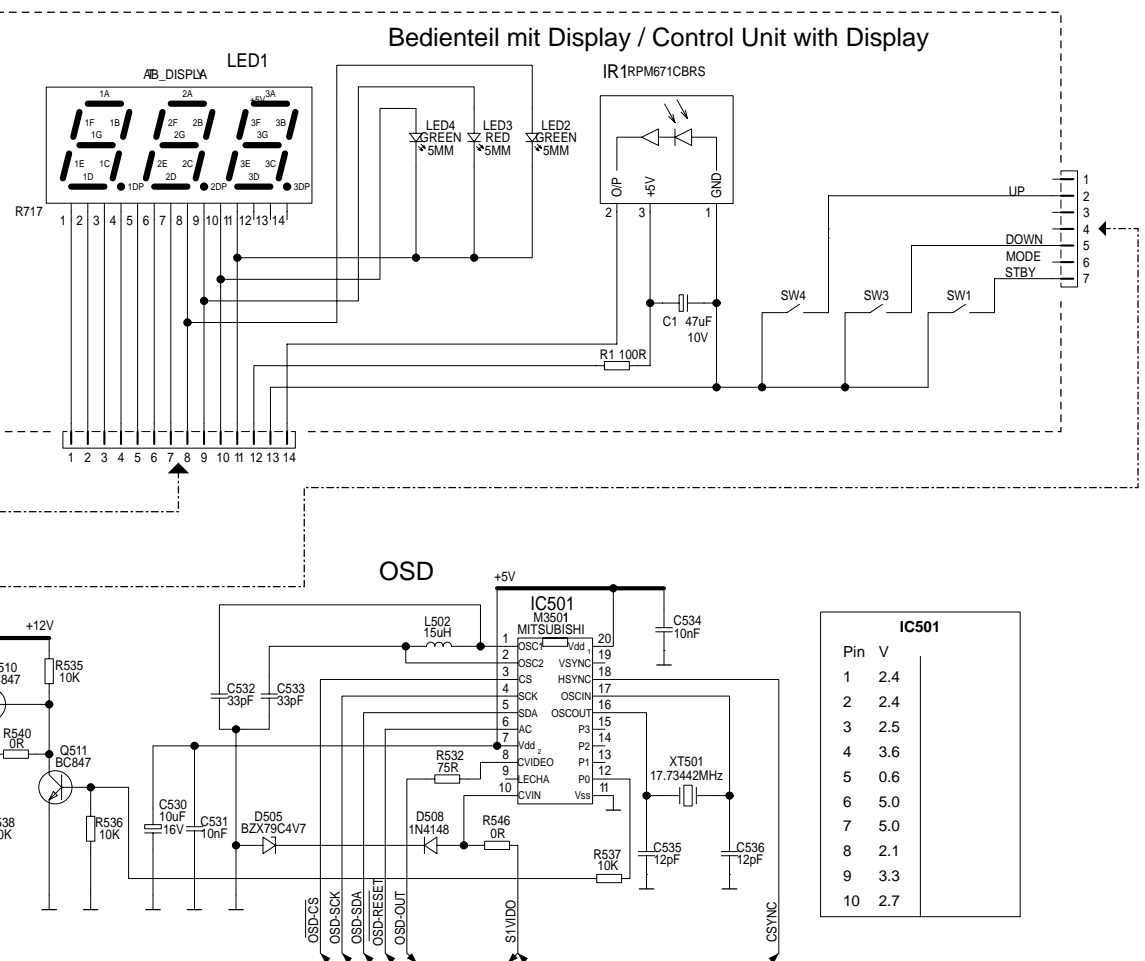 Bedienteil mit Display / Control Unit with Display
LED1
IR1 RPM671CBRS
1A 2A 3A
+5V
1F 1B 2F 2B 3F 3B
1G 2G 3G
1E 1C 2E 2C 3E 3C
1D 2D 3D
1DP 2DP 3DP
R717
1 2 3 4 5 6 7 8 9 10 11 12 13 14
LED4
GREEN
5MM
LED3
RED
5MM
LED2
GREEN
5MM
O/P
+5V
GND
2 3 1
UP
DOWN
MODE
STBY
1
2
3
4
5
6
7
SW4
SW3
SW1
C1 47uF
10V
R1 100R
1 2 3 4 5 6 7 8 9 10 11 12 13 14
OSD
+5V
IC501
M3501
MITSUBISHI
1 OSC1
2 OSC2
3 CS
4 SCK
5 SDA
6 AC
7 Vdd 2
8 CVIDEO
9 LECHA
10 CVIN
Vdd 1 20
VSYNC 19
HSYNC 18
OSCIN 17
OSCOUT 16
P3 15
P2 14
P1 13
P0 12
Vss 11
C534
10nF
L502
15uH
+12V
R535
10K
510
847
R540
0R
Q511
BC847
538
0K
R536
10K
C532
33pF
C533
33pF
C530
10uF
16V
C531
10nF
D505
BZX79C4V7
D508
1N4148
R546
0R
R532
75R
XT501
17.73442MHz
R537
10K
C535
12pF
C536
12pF
OSD-CS
OSD-SCK
OSD-SDA
OSD-RESET
OSD-OUT
S1VIDO
CSYNC
IC501
Pin V
1 2.4
2 2.4
3 2.5
4 3.6
5 0.6
6 5.0
7 5.0
8 2.1
9 3.3
10 2.7